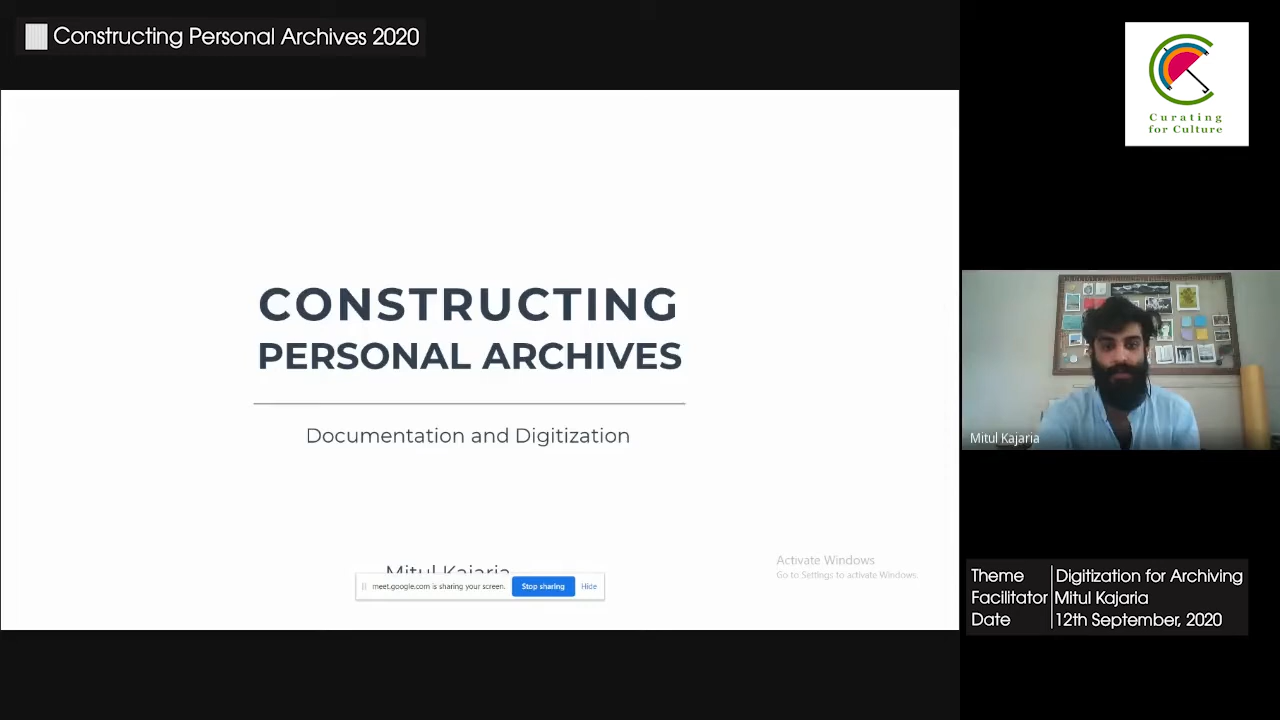 Constructing Personal Archives 2020
Curating
for Culture
CONSTRUCTING
PERSONAL ARCHIVES
Documentation and Digitization
Mitul Kajaria
meet.google.com is sharing your screen.
Stop sharing
Hide
Activate Windows
Go to Settings to activate Windows.
Mitul Kajaria
Theme Digitization for Archiving
Facilitator Mitul Kajaria
Date 12th September, 2020